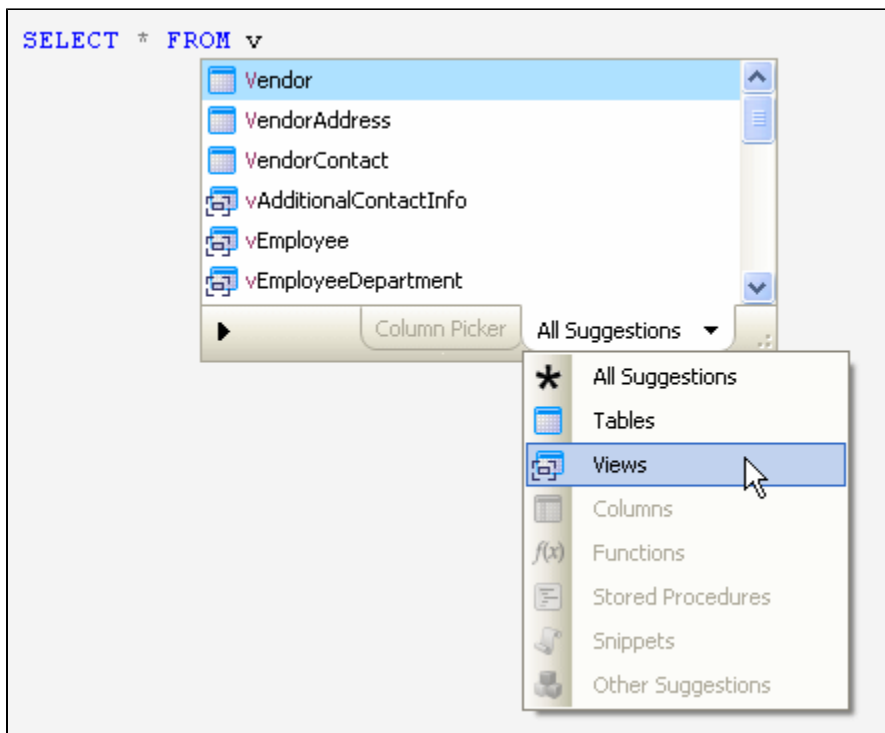 SELECT * FROM v
Vendor
VendorAddress
VendorContact
vAdditionalContactInfo
vEmployee
vEmployeeDepartment
Column Picker
All Suggestions
All Suggestions
Tables
Views
Columns
f(x) Functions
Stored Procedures
Snippets
Other Suggestions